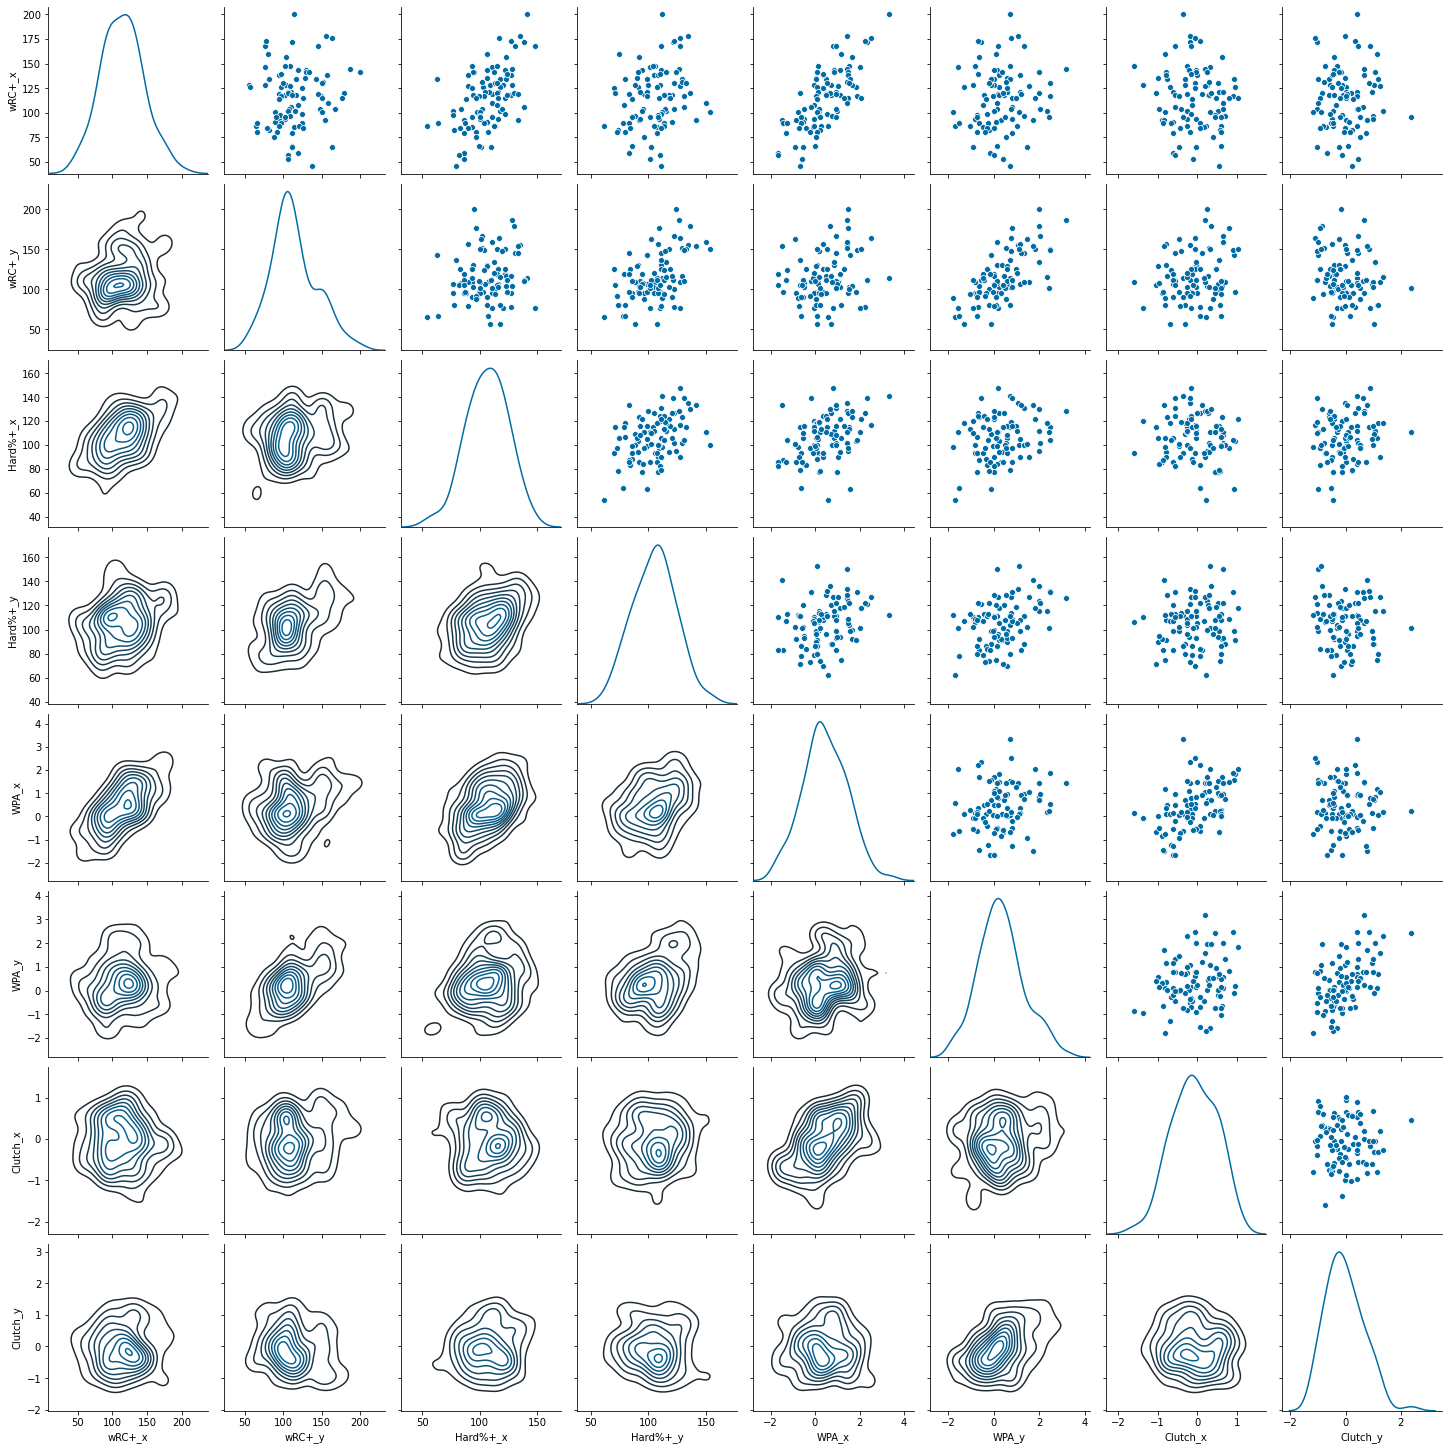 200
175
150
125
100
75
50
wRC+_x
200
150
100
50
wRC+_y
160
140
120
100
80
60
40
Hard%+_x
160
140
120
100
80
60
40
Hard%+_y
4
3
2
1
0
−1
−2
WPA_x
4
3
2
1
0
−1
−2
WPA_y
1
0
−1
−2
Clutch_x
3
2
1
0
−1
−2
Clutch_y
50 100 150 200
50 100 150 200
50 100 150
50 100 150
−2 0 2 4
−2 0 2 4
−2 −1 0 1
−2 0 2
wRC+_x wRC+_y Hard%+_x Hard%+_y WPA_x WPA_y Clutch_x Clutch_y